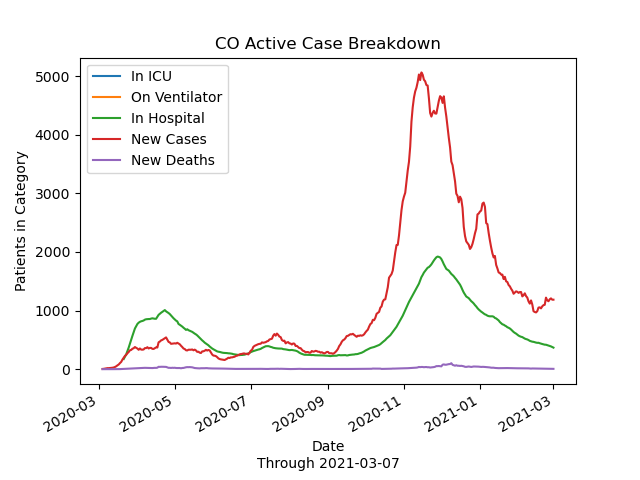 CO Active Case Breakdown
In ICU
On Ventilator
In Hospital
New Cases
New Deaths
Patients in Category
5000
4000
3000
2000
1000
0
2020-03
2020-05
2020-07
2020-09
2020-11
2021-01
2021-03
Date
Through 2021-03-07